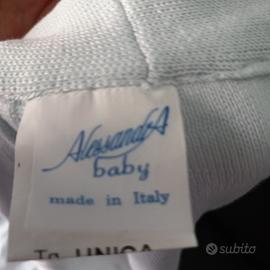 AlessandrA
baby
made in Italy
Tg. UNICA
subito